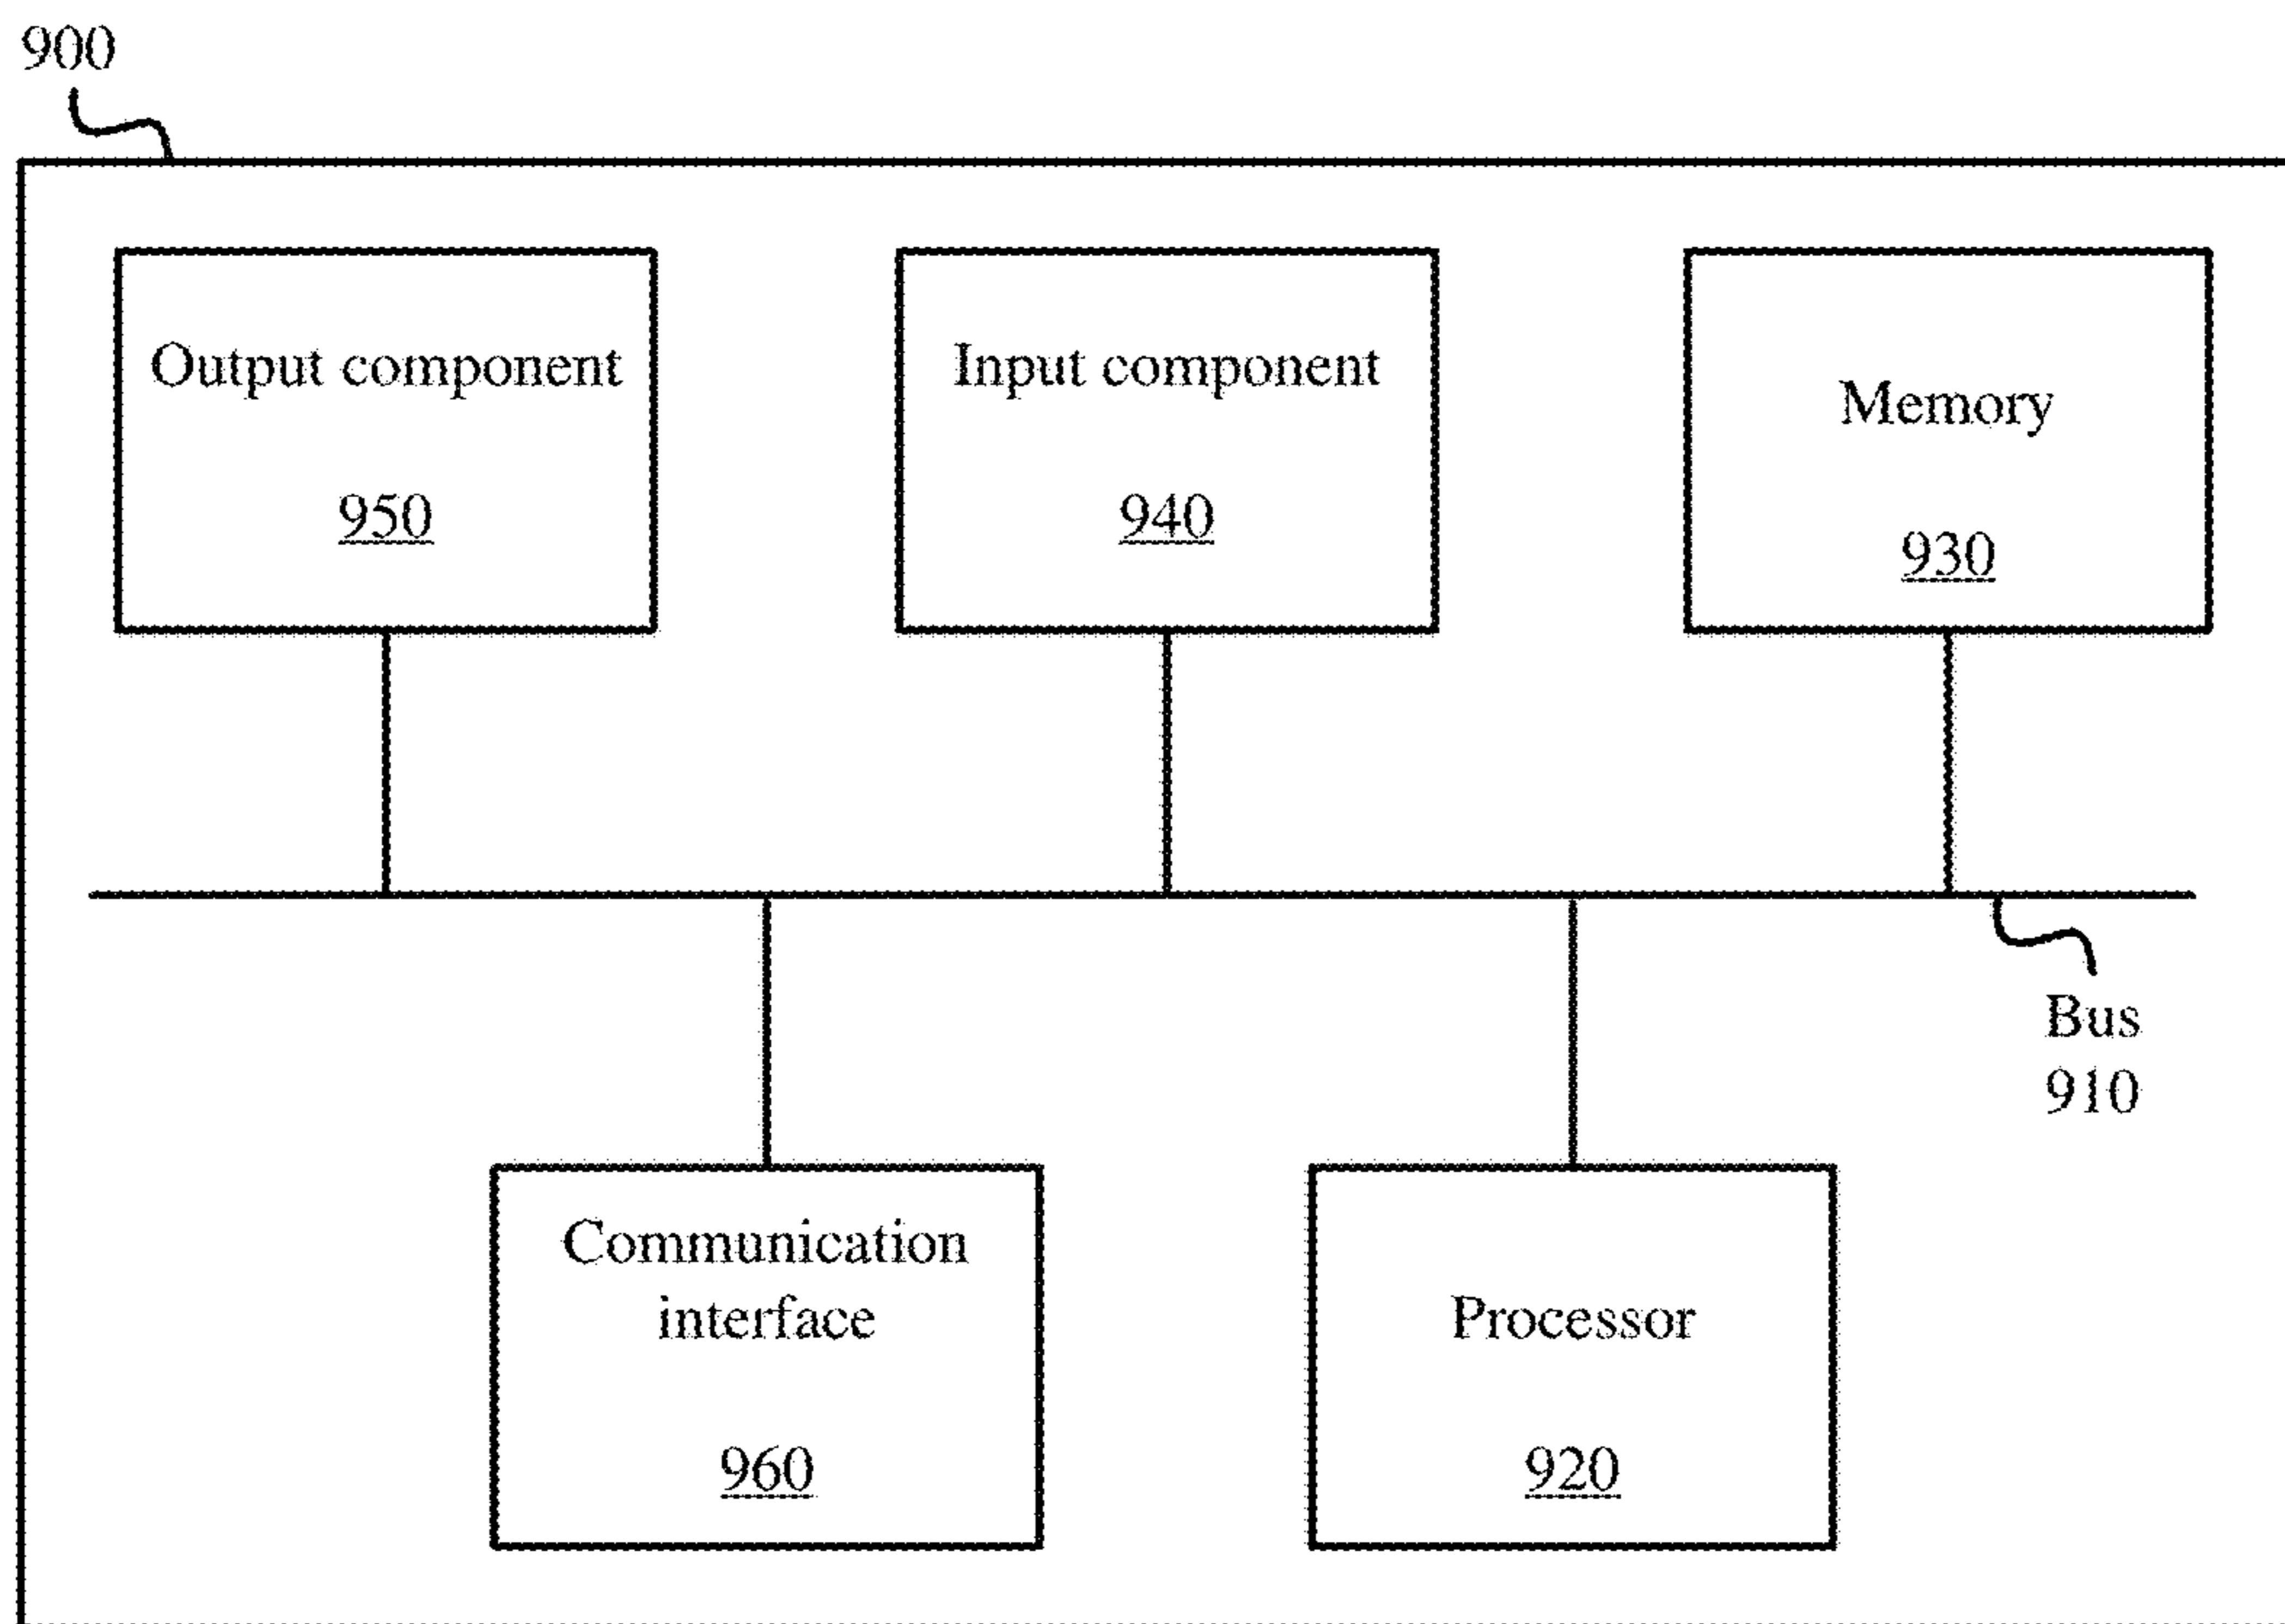 900
Output component
950
Input component
940
Memory
930
Bus
910
Communication
interface
960
Processor
920